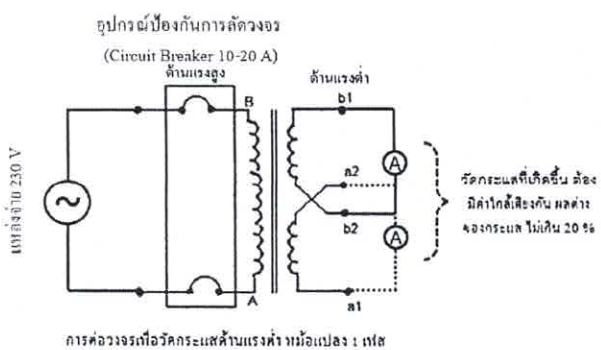 อุปกรณ์ป้องกันการลัดวงจร
(Circuit Breaker 10-20 A)
ด้านแรงสูง
ด้านแรงต่ำ
B
b1
A
a2
b2
A
a1
A
แหล่งจ่าย 230 V
วัดกระแสที่เกิดขึ้น ต้อง
มีค่าใกล้เคียงกัน ผลต่าง
ของกระแส ไม่เกิน 20 %
การต่อวงจรเพื่อวัดกระแสด้านแรงต่ำ หม้อแปลง 1 เฟส